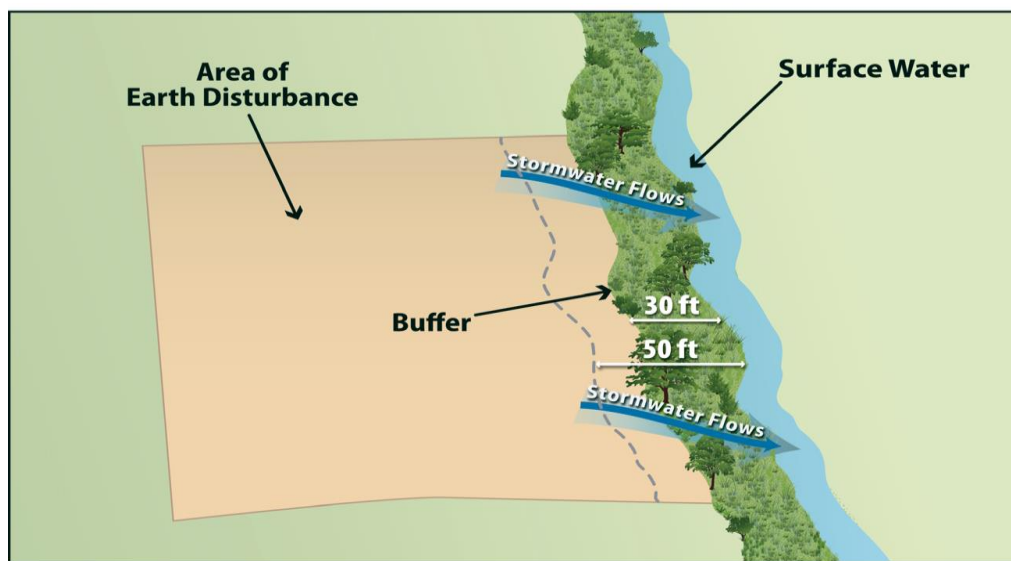 Area of
Earth Disturbance
Surface Water
Stormwater Flows
Buffer
30 ft
50 ft
Stormwater Flows